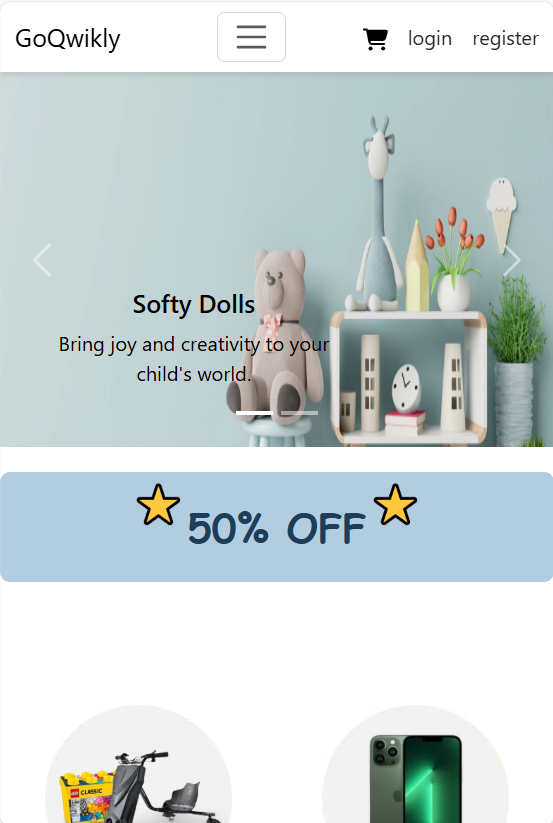 GoQwikly
login register
Softy Dolls
Bring joy and creativity to your
child's world.
50% OFF
CLASSIC